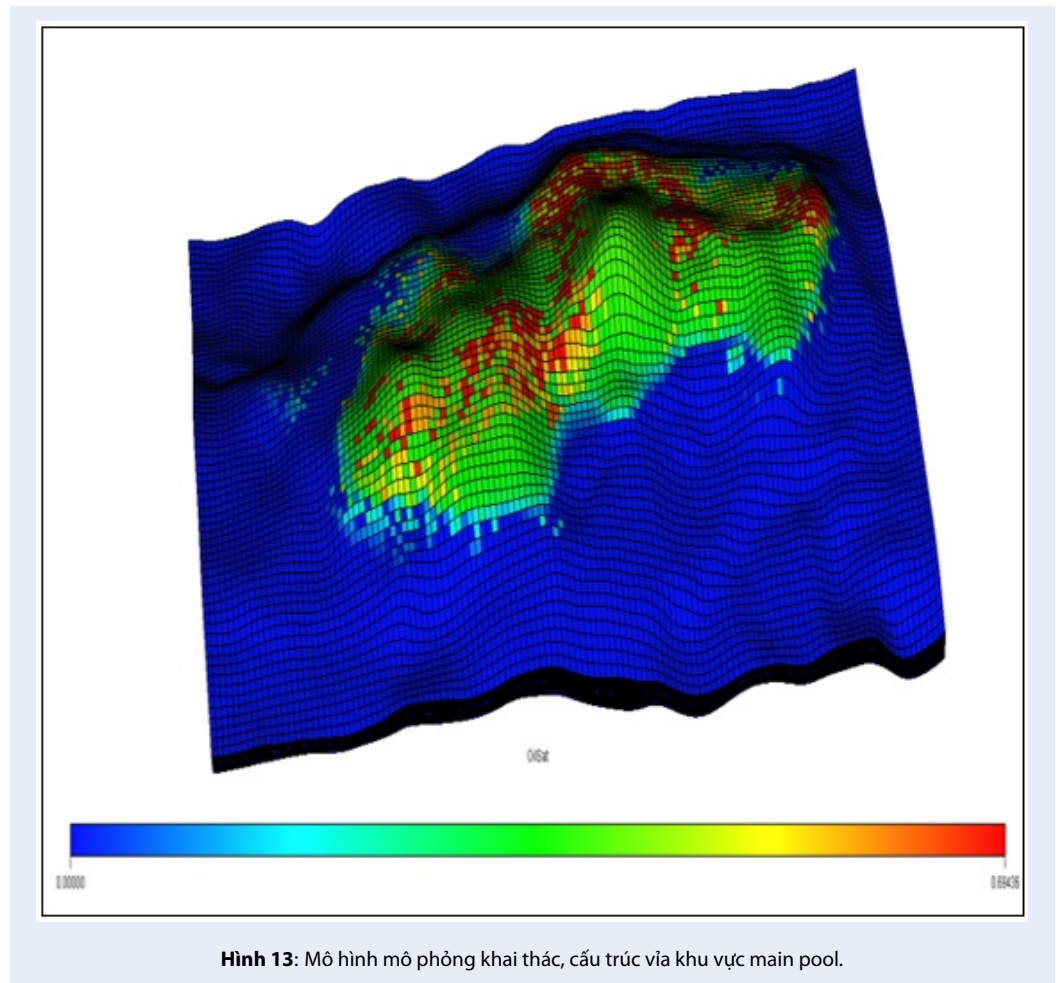 OilSat
0.00000
0.69436
Hình 13: Mô hình mô phỏng khai thác, cấu trúc vỉa khu vực main pool.